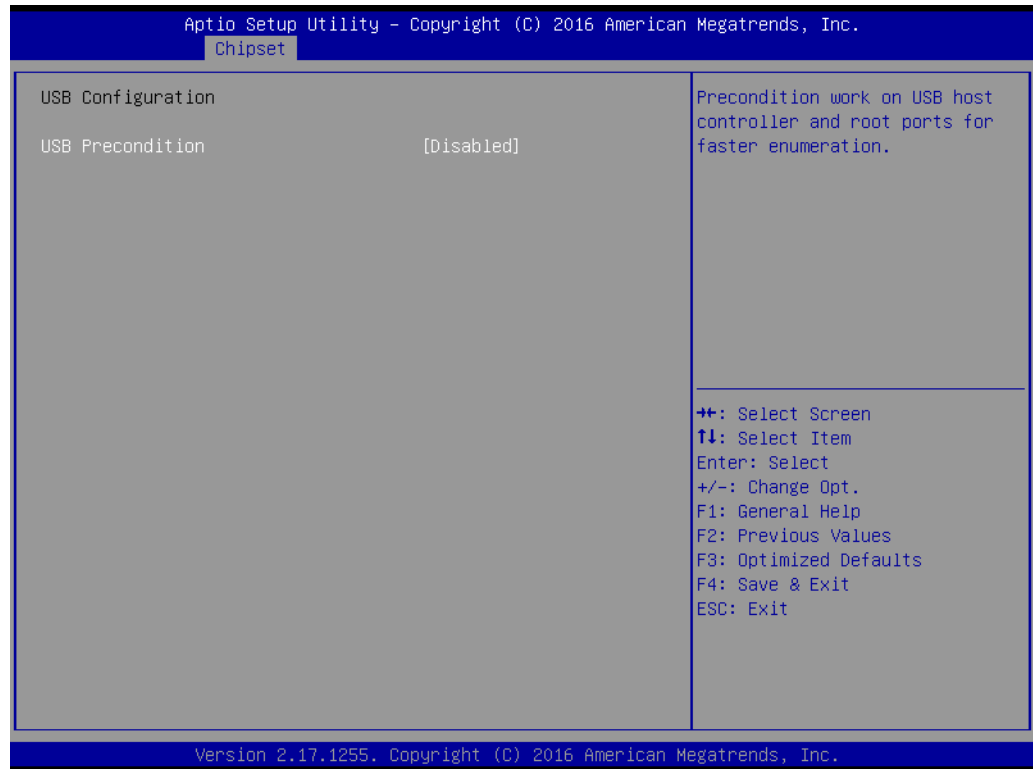 Aptio Setup Utility – Copyright (C) 2016 American Megatrends, Inc.
Chipset
USB Configuration
USB Precondition [Disabled]
Precondition work on USB host
controller and root ports for
faster enumeration.
→←: Select Screen
↑↓: Select Item
Enter: Select
+/-: Change Opt.
F1: General Help
F2: Previous Values
F3: Optimized Defaults
F4: Save & Exit
ESC: Exit
Version 2.17.1255. Copyright (C) 2016 American Megatrends, Inc.